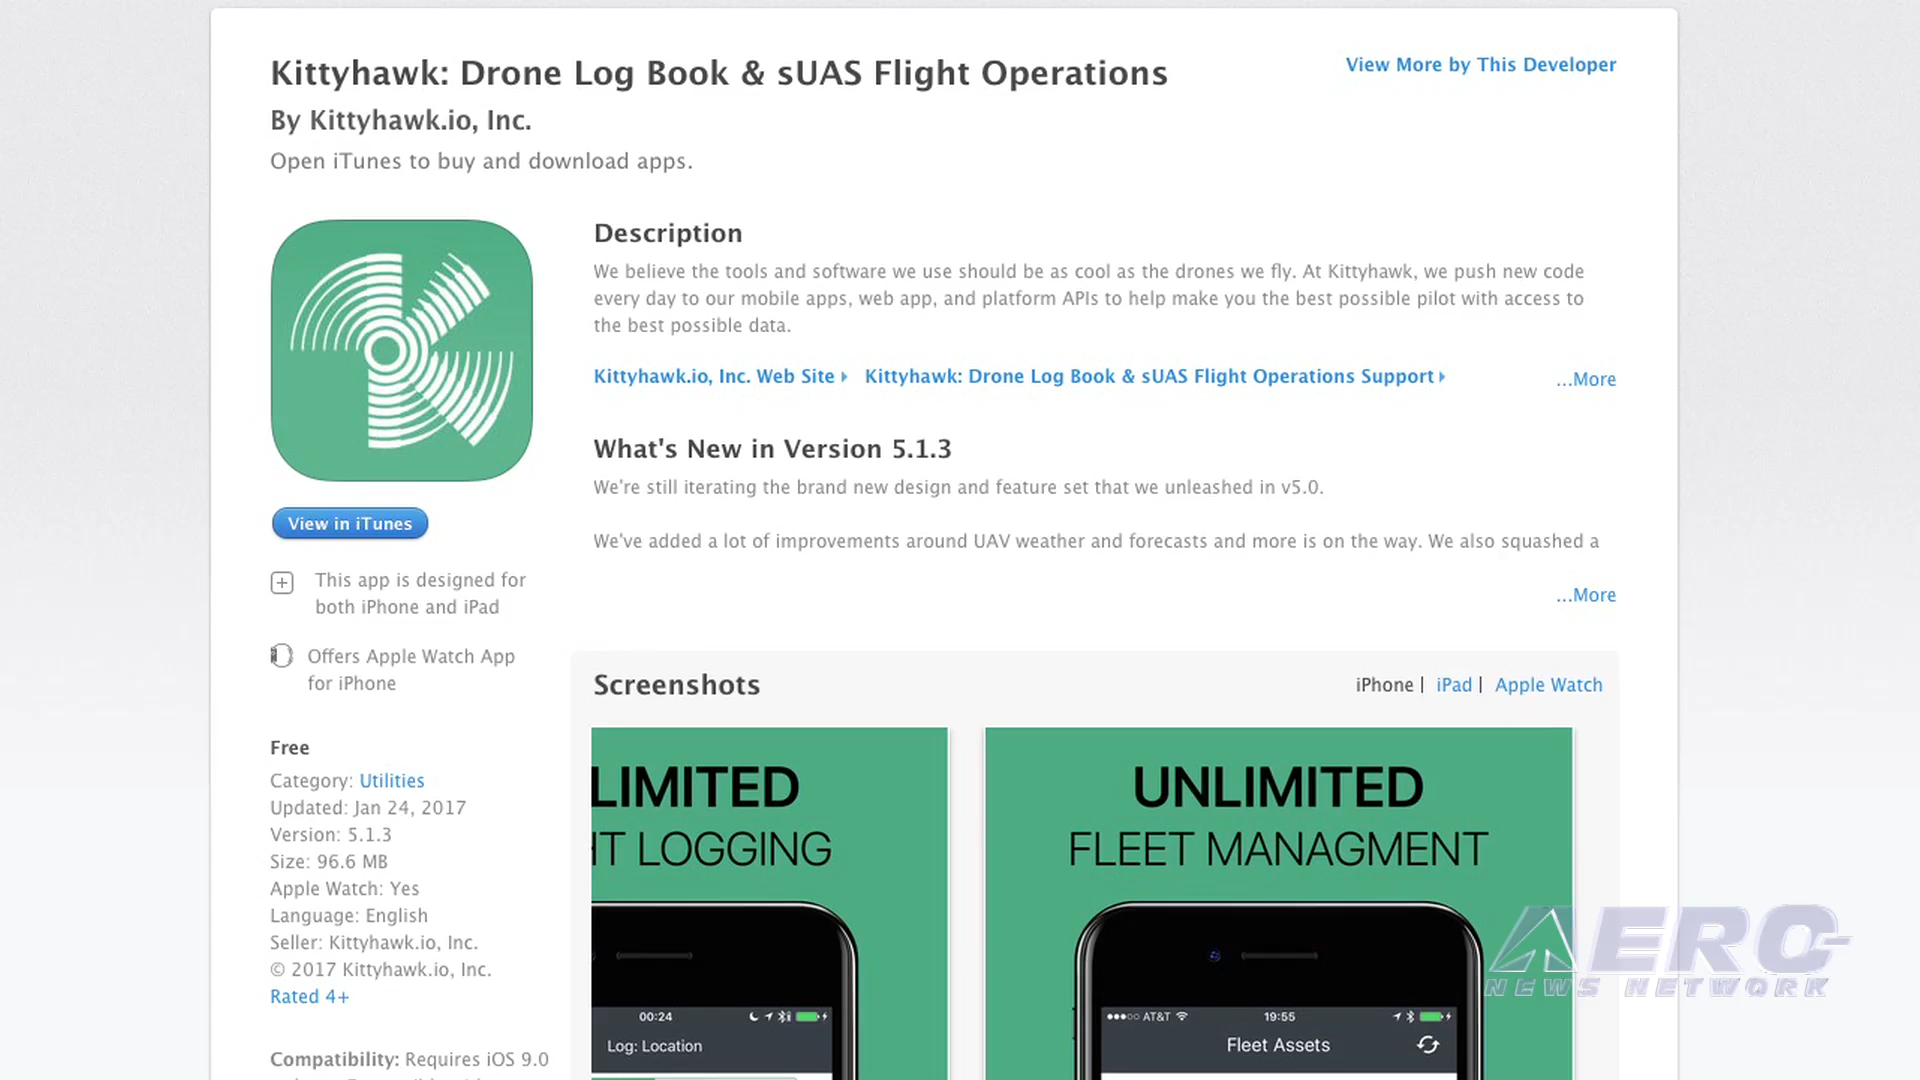 Kittyhawk: Drone Log Book & sUAS Flight Operations
View More by This Developer
By Kittyhawk.io, Inc.
Open iTunes to buy and download apps.
Description
We believe the tools and software we use should be as cool as the drones we fly. At Kittyhawk, we push new code
every day to our mobile apps, web app, and platform APIs to help make you the best possible pilot with access to
the best possible data.
Kittyhawk.io, Inc. Web Site
Kittyhawk: Drone Log Book & sUAS Flight Operations Support
...More
What's New in Version 5.1.3
We're still iterating the brand new design and feature set that we unleashed in v5.0.
We've added a lot of improvements around UAV weather and forecasts and more is on the way. We also squashed a
...More
View in iTunes
This app is designed for
both iPhone and iPad
Offers Apple Watch App
for iPhone
Free
Category: Utilities
Updated: Jan 24, 2017
Version: 5.1.3
Size: 96.6 MB
Apple Watch: Yes
Language: English
Seller: Kittyhawk.io, Inc.
© 2017 Kittyhawk.io, Inc.
Rated 4+
Compatibility: Requires iOS 9.0
Screenshots
iPhone | iPad | Apple Watch
LIMITED
HT LOGGING
00:24
Log: Location
UNLIMITED
FLEET MANAGMENT
AT&T
19:55
Fleet Assets
AERO-
NEWS NETWORK